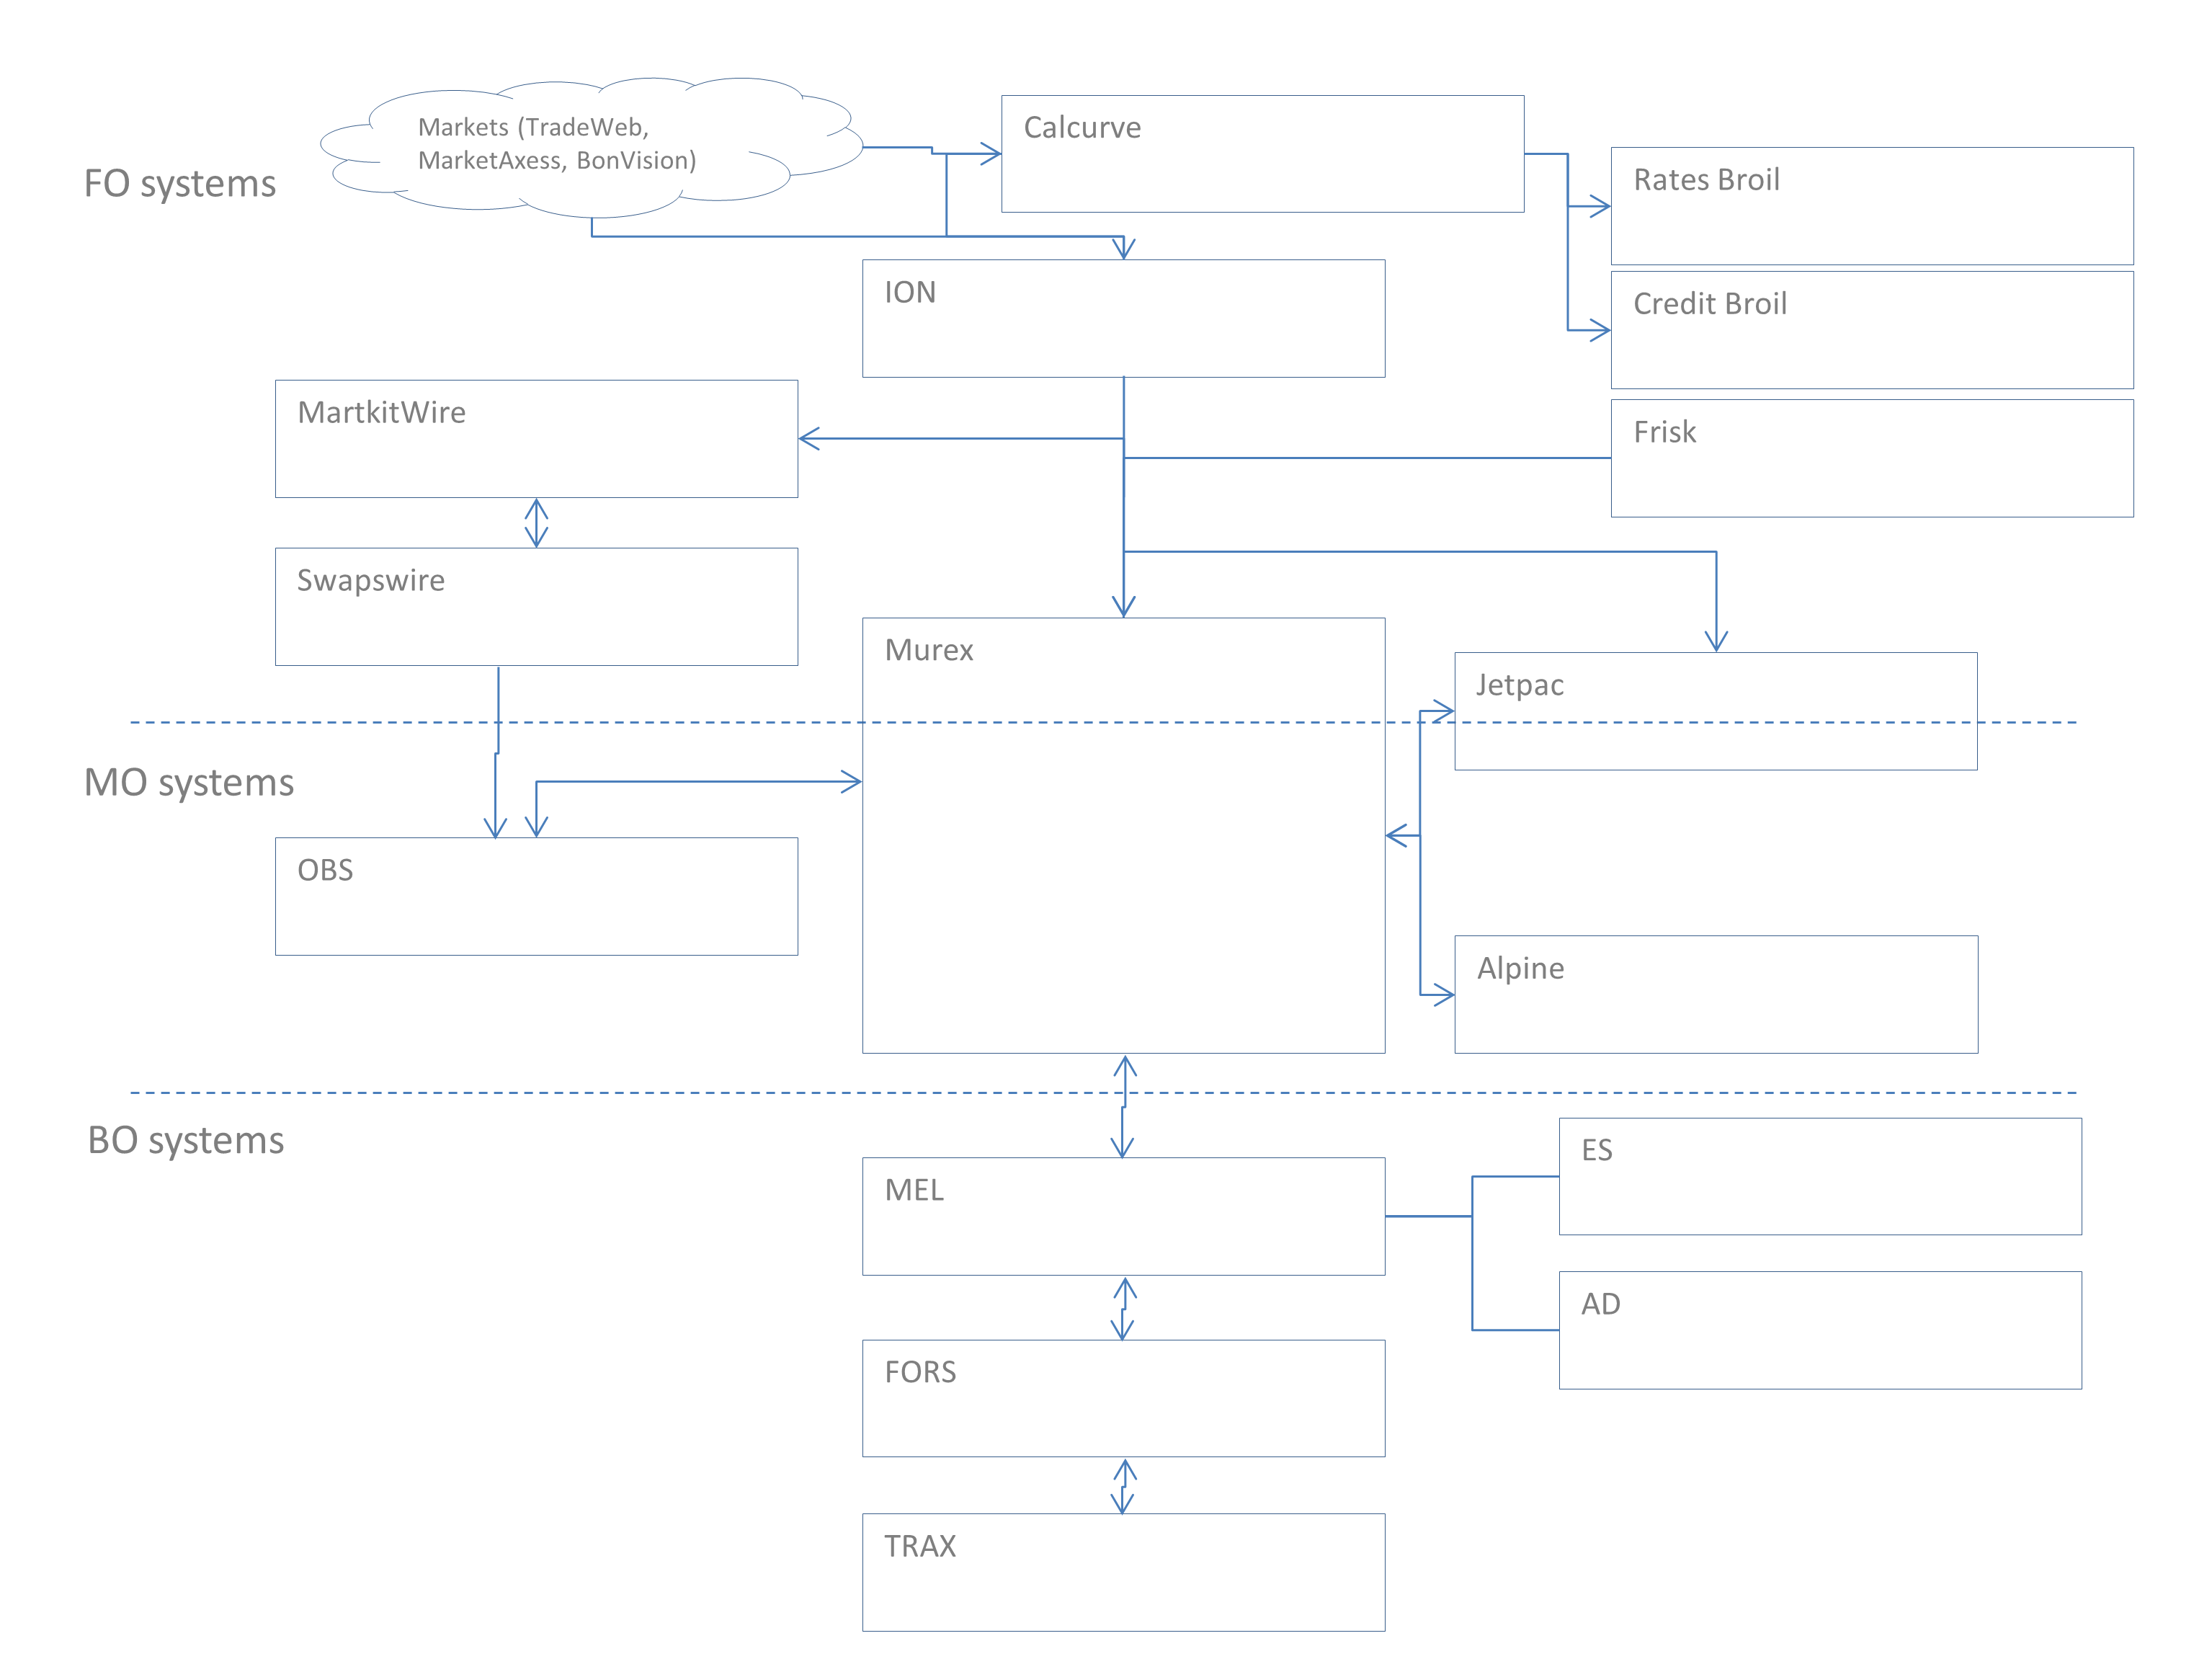 Markets (TradeWeb,
MarketAxess, BonVision)
Calcurve
FO systems
Rates Broil
ION
Credit Broil
MartkitWire
Frisk
Swapswire
Murex
Jetpac
MO systems
OBS
Alpine
BO systems
ES
MEL
AD
FORS
TRAX